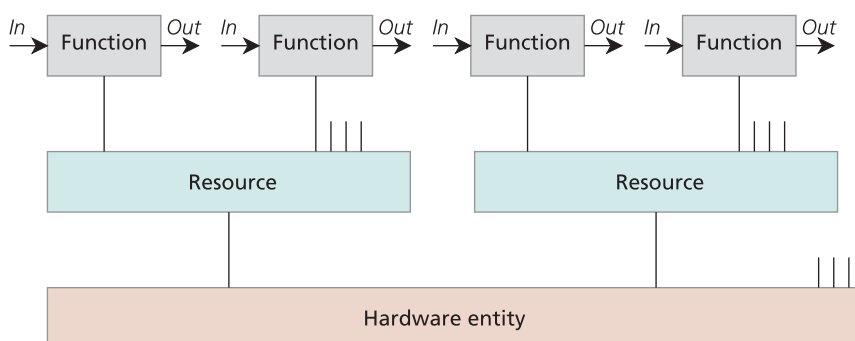 In Out In Out In Out In Out
Function Function Function Function
Resource Resource
Hardware entity